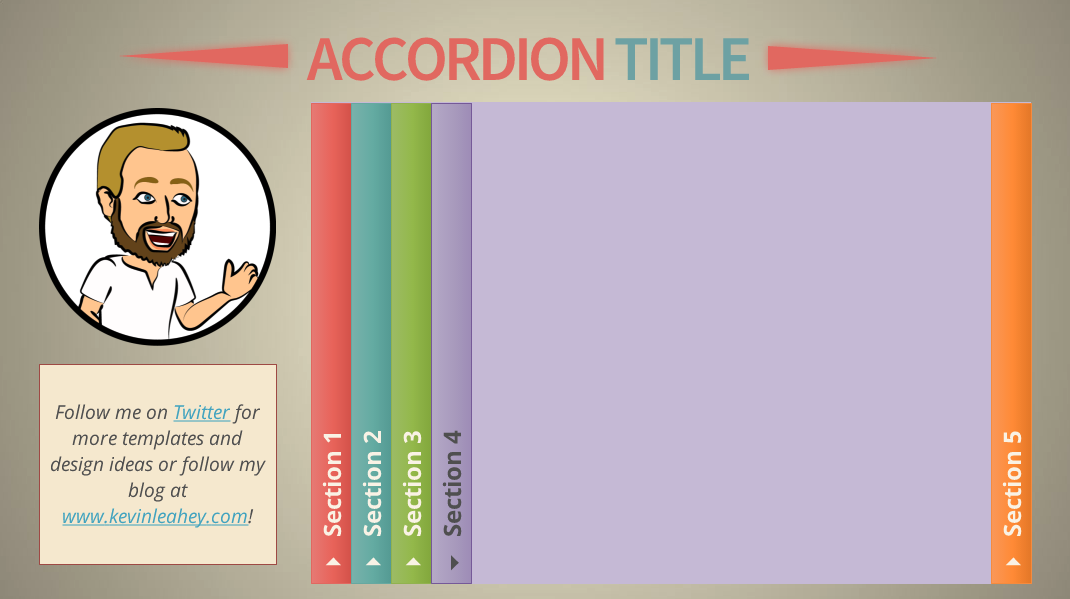 ACCORDION TITLE
Follow me on Twitter for
more templates and
design ideas or follow my
blog at
www.kevinleahey.com!
Section 1
Section 2
Section 3
Section 4
Section 5